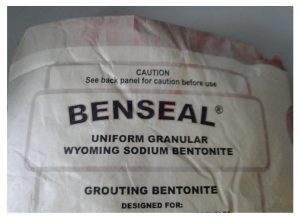 CAUTION
See back panel for caution before use
BENSEAL®
UNIFORM GRANULAR
WYOMING SODIUM BENTONITE
GROUTING BENTONITE
DESIGNED FOR: